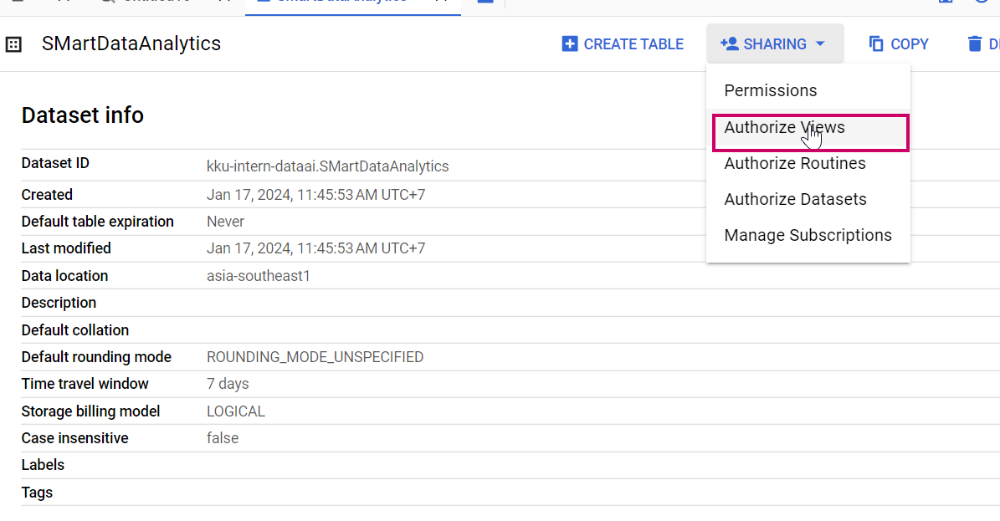 SMartDataAnalytics
CREATE TABLE
SHARING
COPY
Permissions
Authorize Views
Authorize Routines
Authorize Datasets
Manage Subscriptions
Dataset info
Dataset ID kku-intern-dataai.SMartDataAnalytics
Created Jan 17, 2024, 11:45:53 AM UTC+7
Default table expiration Never
Last modified Jan 17, 2024, 11:45:53 AM UTC+7
Data location asia-southeast1
Description
Default collation
Default rounding mode ROUNDING_MODE_UNSPECIFIED
Time travel window 7 days
Storage billing model LOGICAL
Case insensitive false
Labels
Tags